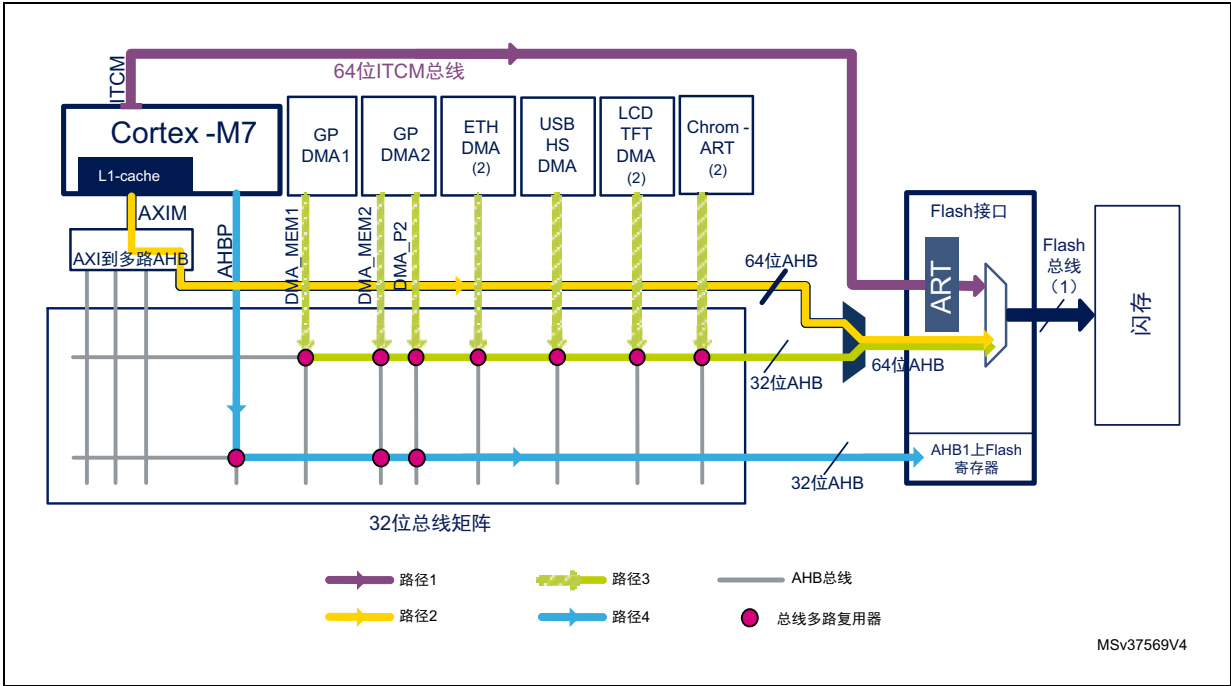 ITCM
64位ITCM总线
Cortex -M7
L1-cache
GP
DMA1
GP
DMA2
ETH
DMA
(2)
USB
HS
DMA
LCD
TFT
DMA
(2)
Chrom -
ART
(2)
AXIM
AHBP
DMA_MEM1
DMA_MEM2
DMA_P2
AXI到多路AHB
64位AHB
Flash接口
ART
Flash
总线
（1）
闪存
32位AHB
64位AHB
AHB1上Flash
寄存器
32位AHB
32位总线矩阵
路径1
路径3
AHB总线
路径2
路径4
总线多路复用器
MSv37569V4